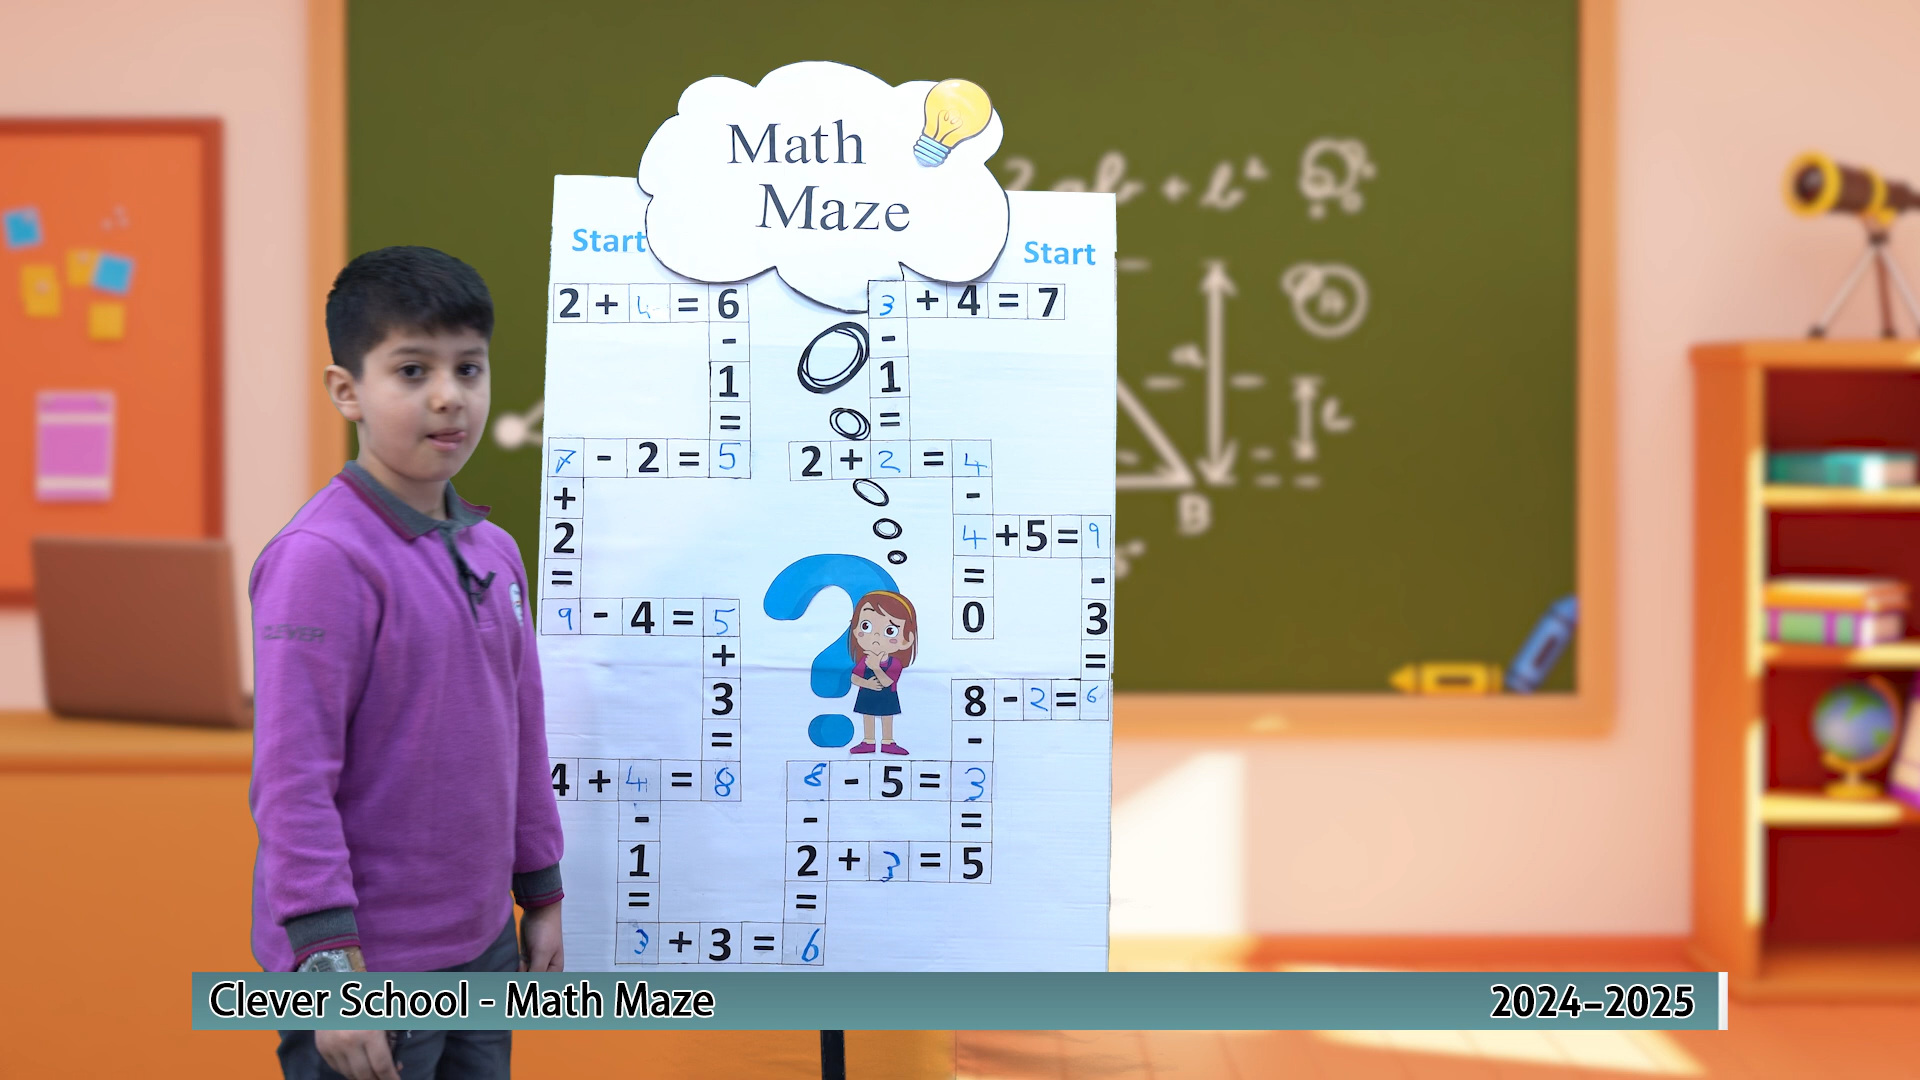 Math
Maze
Start
Start
2 + 4 = 6
3 + 4 = 7
-
-
1
1
=
=
7 - 2 = 5
2 + 2 = 4
+
-
2
4 +5= 9
=
=
-
9 - 4 = 5
0
3
+
=
3
8 - 2 = 6
=
-
4 + 4 = 8
8 - 5 = 3
-
-
=
1
2 + 3 = 5
=
=
3 + 3 = 6
CLEVER
B
Clever School - Math Maze
2024–2025